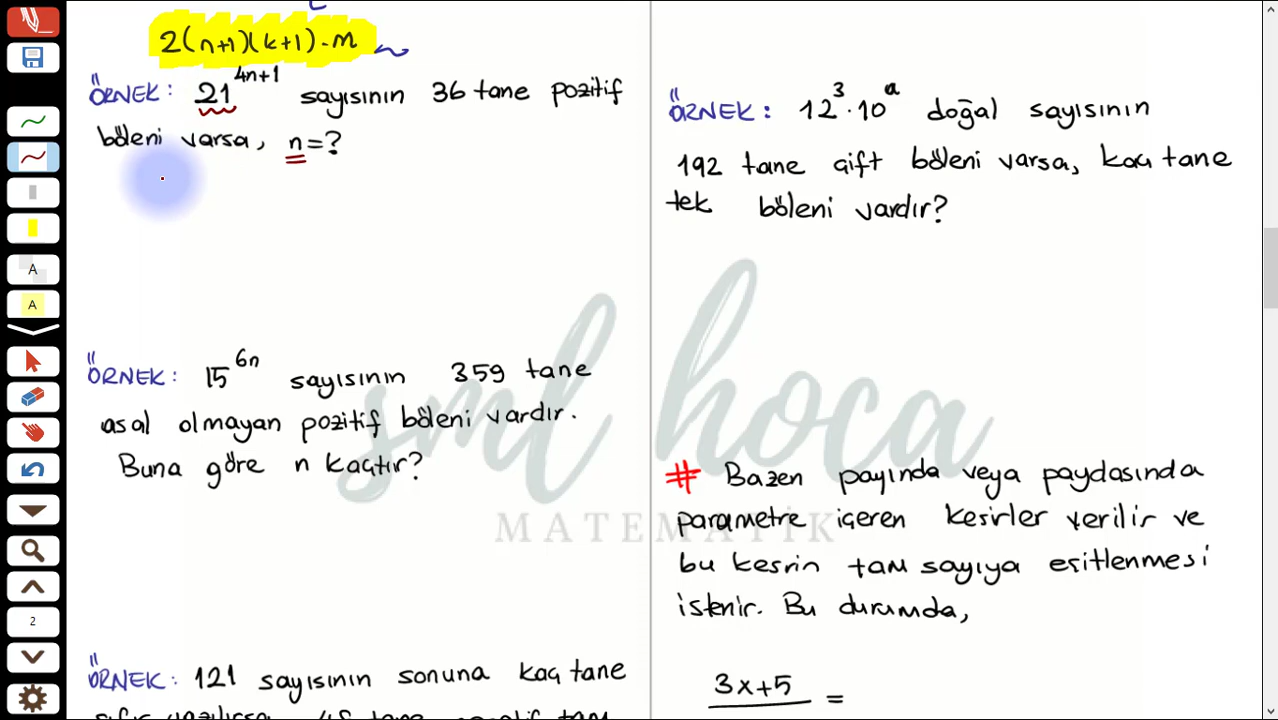 2(n+1)(k+1).m
ÖRNEK: 21^4n+1 sayısının 36 tane pozitif
böleni varsa, n=?
ÖRNEK: 15^6n sayısının 359 tane
asal olmayan pozitif böleni vardır.
Buna göre n kaçtır?
ÖRNEK: 121 sayısının sonuna kaç tane
ÖRNEK: 12^3.10^a doğal sayısının
192 tane çift böleni varsa, kaç tane
tek böleni vardır?
# Bazen payında veya paydasında
parametre içeren kesirler verilir ve
bu kesrin tam sayıya eşitlenmesi
istenir. Bu durumda,
3x+5 =
sml hoca
MATEMATİK
A
A
2